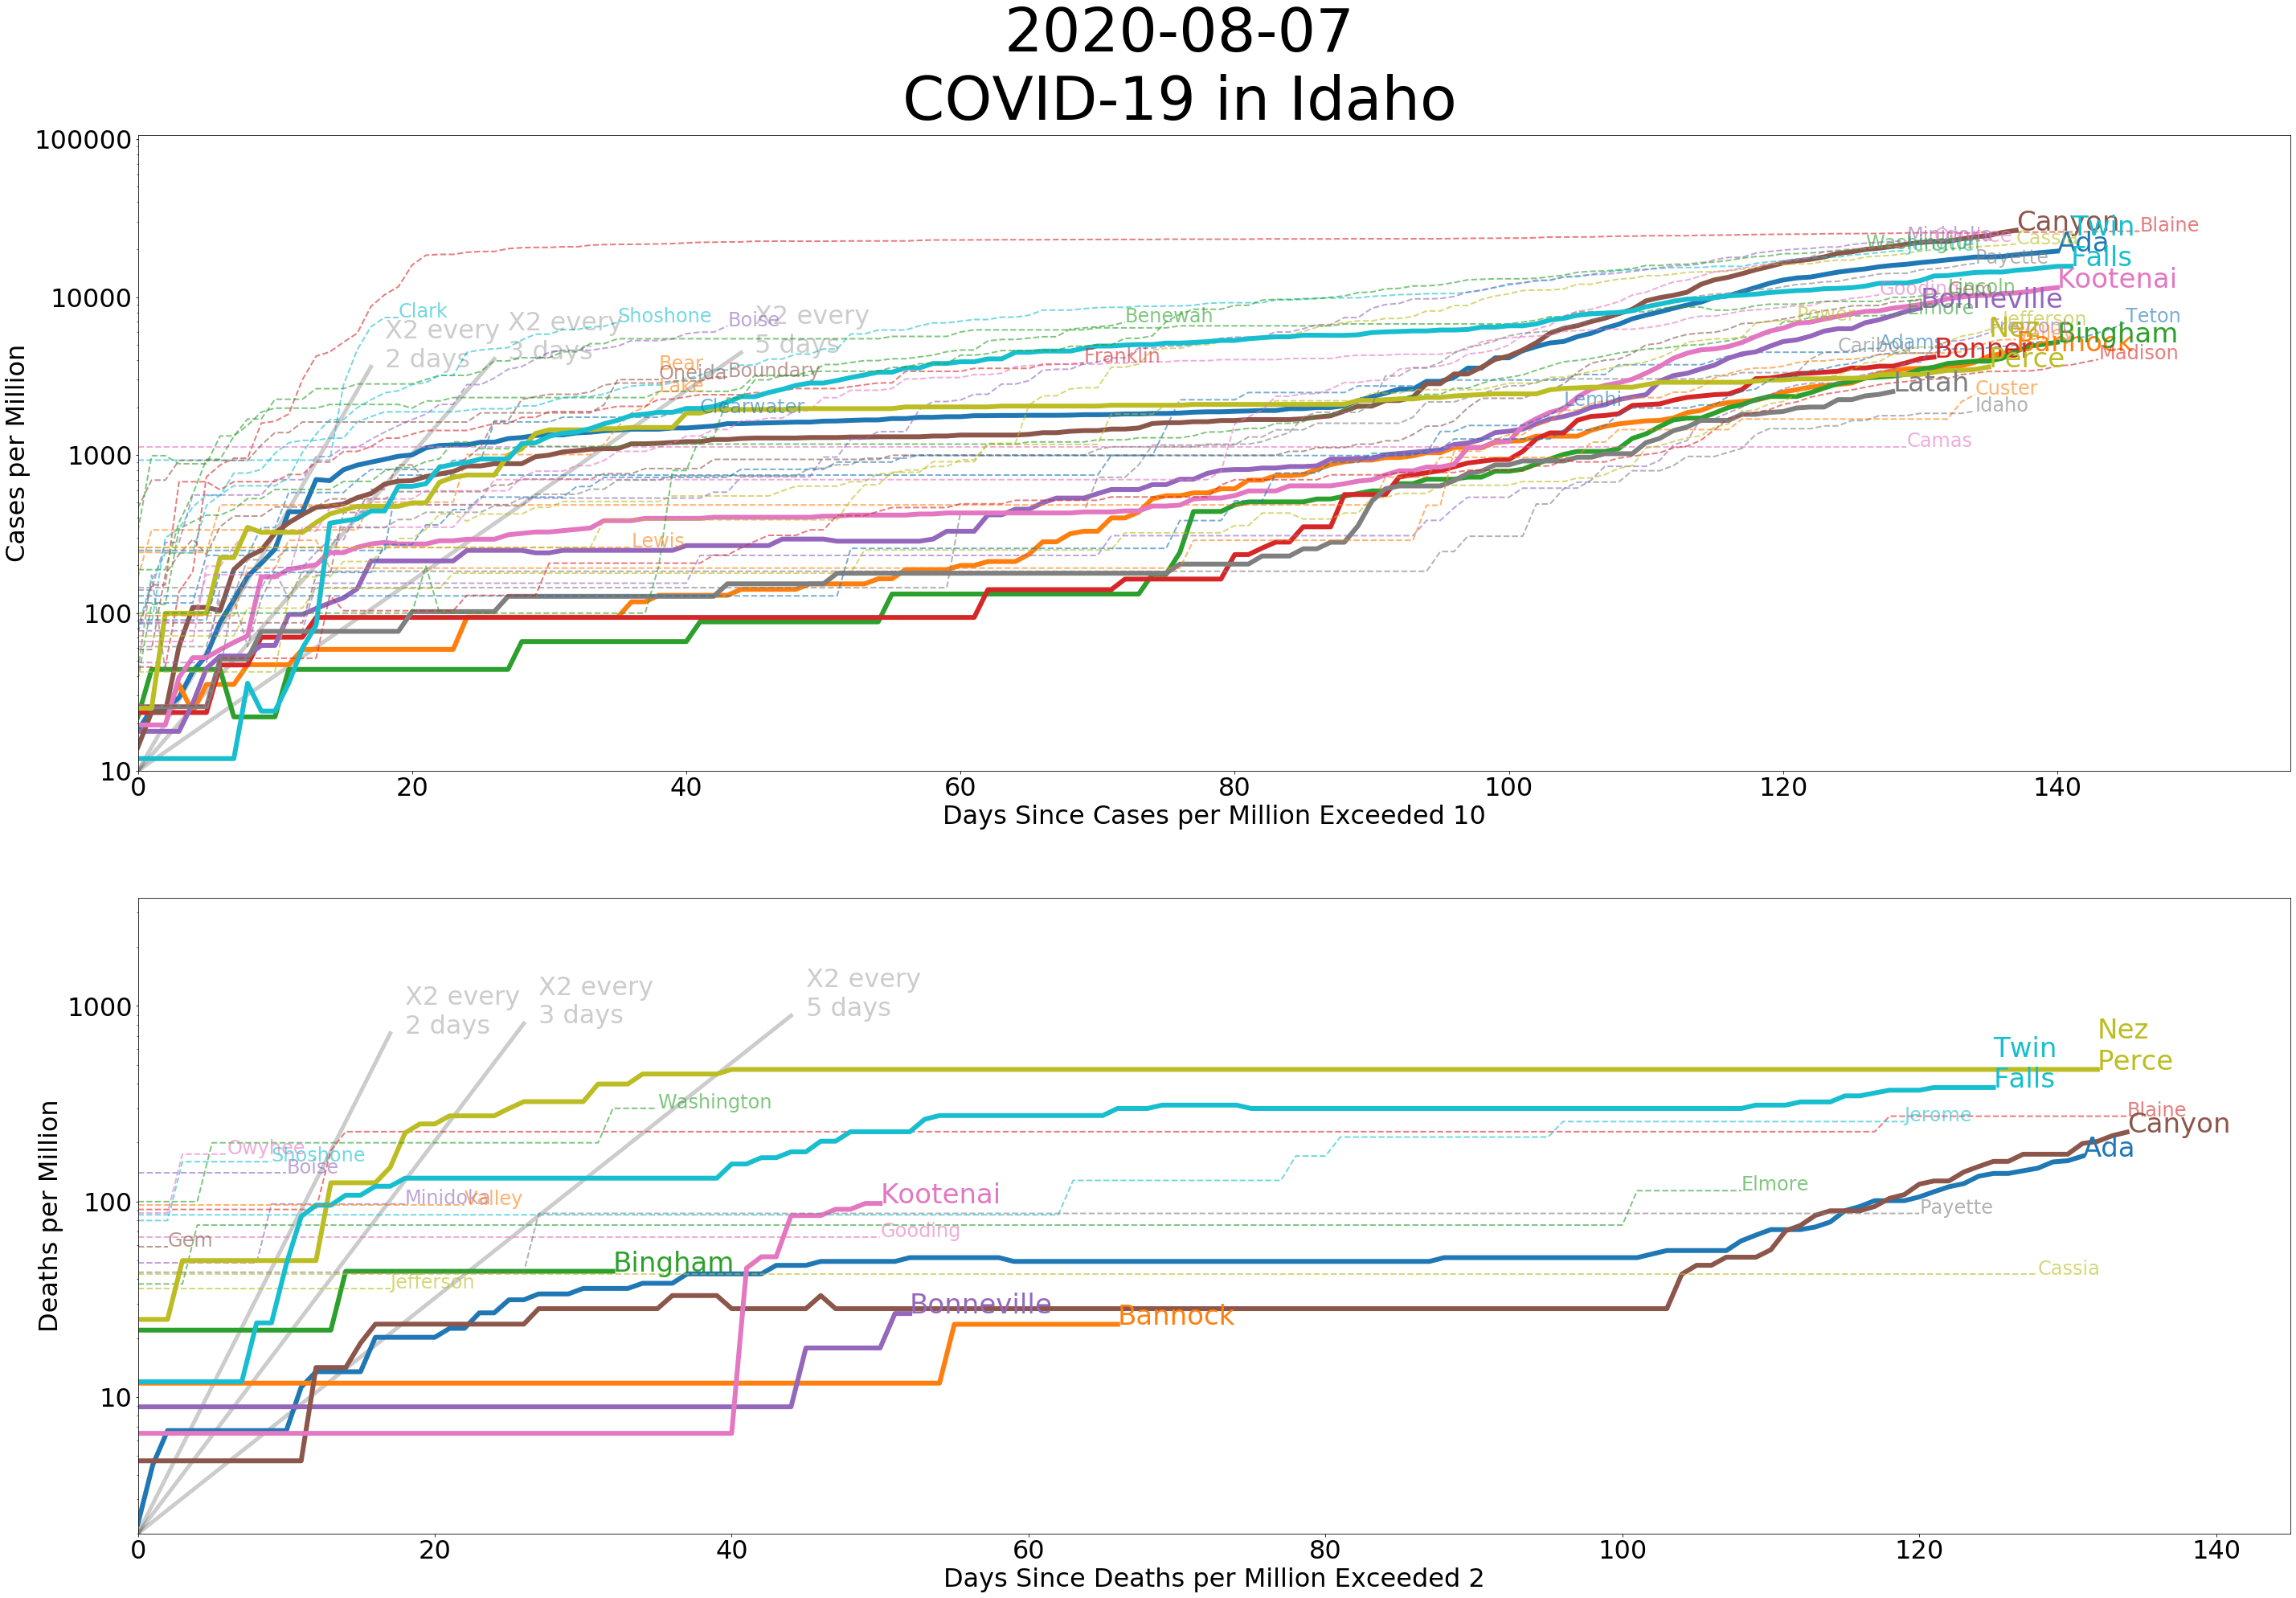 2020-08-07
COVID-19 in Idaho
100000
10000
1000
100
10
Cases per Million
Canyon
Twin
Falls
Blaine
Ada
Minidoka
Cassia
Washington
Payette
Kootenai
Gooding
Lincoln
Bonneville
Elmore
Power
Jefferson
Teton
Nez
Perce
Bingham
Bannock
Bonner
Caribou
Adams
Madison
Latah
Custer
Idaho
Lemhi
Camas
Clark
X2 every
2 days
X2 every
3 days
X2 every
5 days
Shoshone
Boise
Benewah
Franklin
Bear
Lake
Oneida
Boundary
Clearwater
Lewis
0
20
40
60
80
100
120
140
Days Since Cases per Million Exceeded 10
1000
100
10
Deaths per Million
X2 every
2 days
X2 every
3 days
X2 every
5 days
Nez
Perce
Twin
Falls
Washington
Jerome
Blaine
Canyon
Ada
Owyhee
Shoshone
Boise
Minidoka
Valley
Kootenai
Elmore
Payette
Gooding
Gem
Bingham
Jefferson
Cassia
Bonneville
Bannock
0
20
40
60
80
100
120
140
Days Since Deaths per Million Exceeded 2